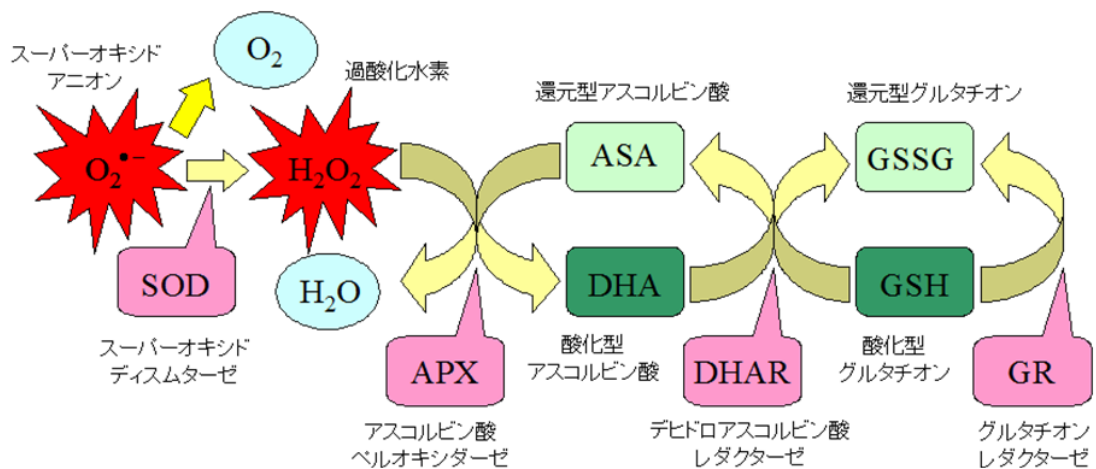 スーパーオキシド
アニオン
O₂
過酸化水素
還元型アスコルビン酸
還元型グルタチオン
O₂•−
H₂O₂
ASA
GSSG
SOD
H₂O
DHA
GSH
スーパーオキシド
ディスムターゼ
APX
酸化型
アスコルビン酸
DHAR
酸化型
グルタチオン
GR
アスコルビン酸
ペルオキシダーゼ
デヒドロアスコルビン酸
レダクターゼ
グルタチオン
レダクターゼ